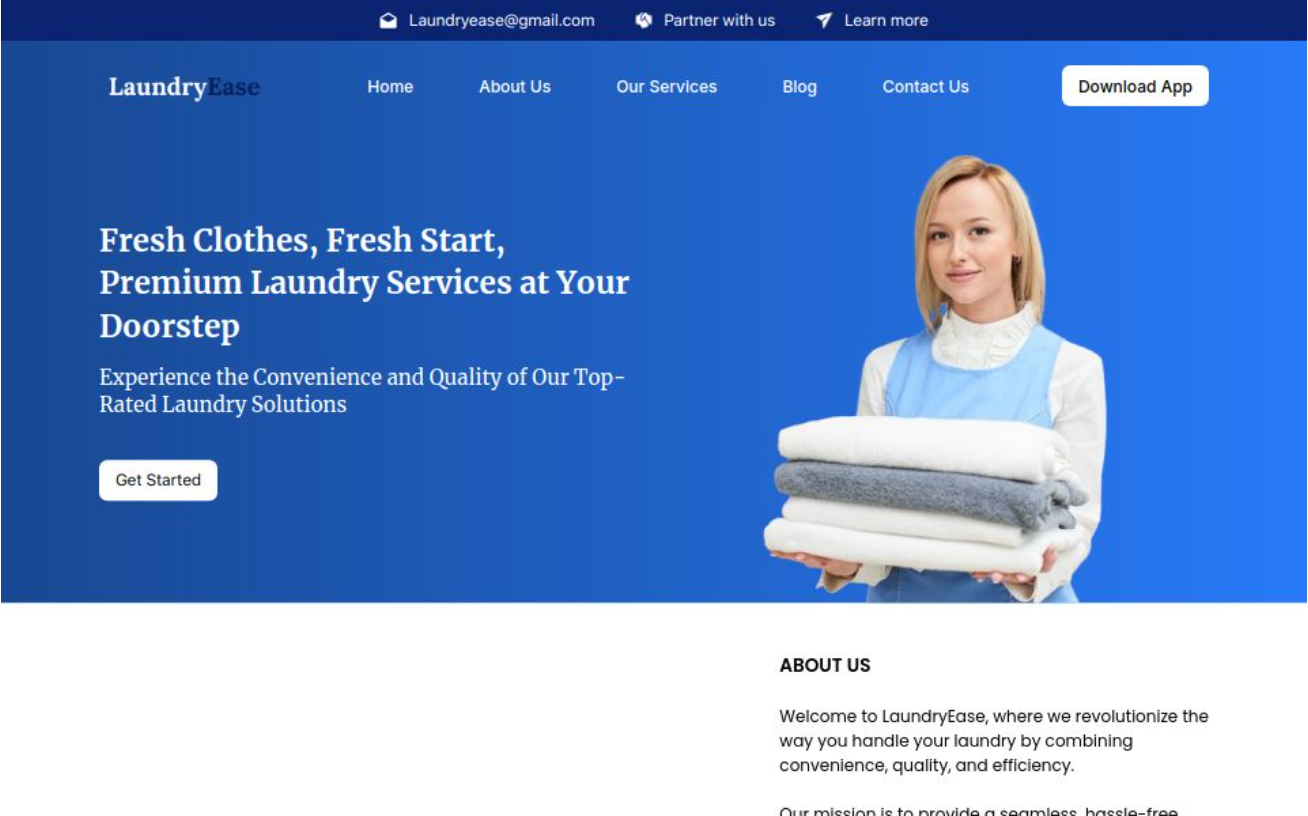 Laundryease@gmail.com Partner with us Learn more
LaundryEase Home About Us Our Services Blog Contact Us Download App
Fresh Clothes, Fresh Start,
Premium Laundry Services at Your
Doorstep
Experience the Convenience and Quality of Our Top-
Rated Laundry Solutions
Get Started
ABOUT US
Welcome to LaundryEase, where we revolutionize the
way you handle your laundry by combining
convenience, quality, and efficiency.
Our mission is to provide a seamless, hassle-free